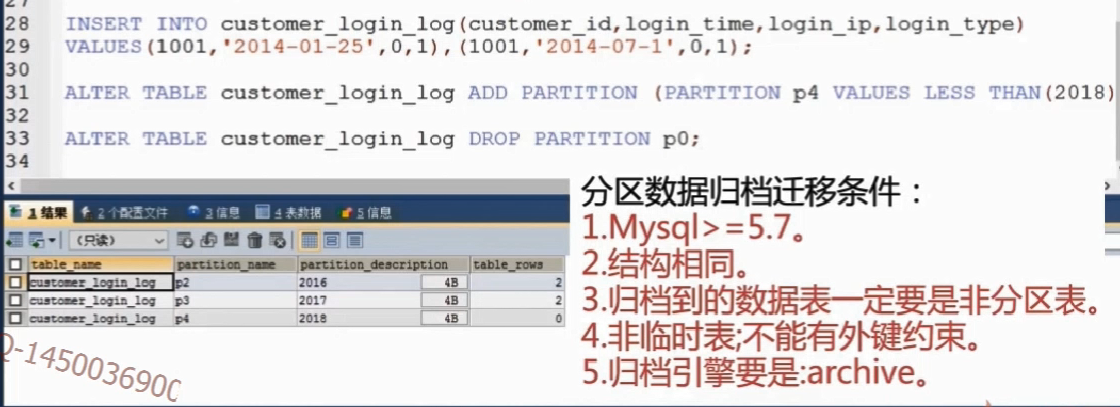 27
28 INSERT INTO customer_login_log(customer_id,login_time,login_ip,login_type)
29 VALUES(1001,'2014-01-25',0,1),(1001,'2014-07-1',0,1);
30
31 ALTER TABLE customer_login_log ADD PARTITION (PARTITION p4 VALUES LESS THAN(2018)
32
33 ALTER TABLE customer_login_log DROP PARTITION p0;
34
1 结果 2 个配置文件 3 信息 4 表数据 5 信息
(只读)
table_name partition_name partition_description table_rows
customer_login_log p2 2016 4B 2
customer_login_log p3 2017 4B 2
customer_login_log p4 2018 4B 0
Q-1450036900
分区数据归档迁移条件：
1.Mysql>=5.7。
2.结构相同。
3.归档到的数据表一定要是非分区表。
4.非临时表;不能有外键约束。
5.归档引擎要是:archive。